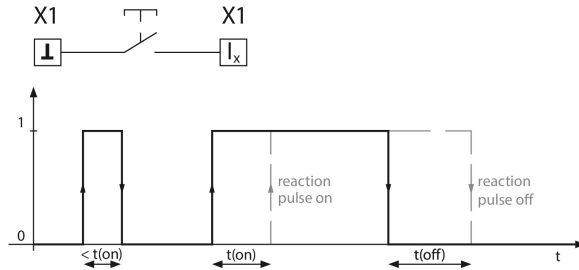 X1 X1
⊥ Ix
1
reaction reaction
pulse on pulse off
0
< t(on) t(on) t(off) t